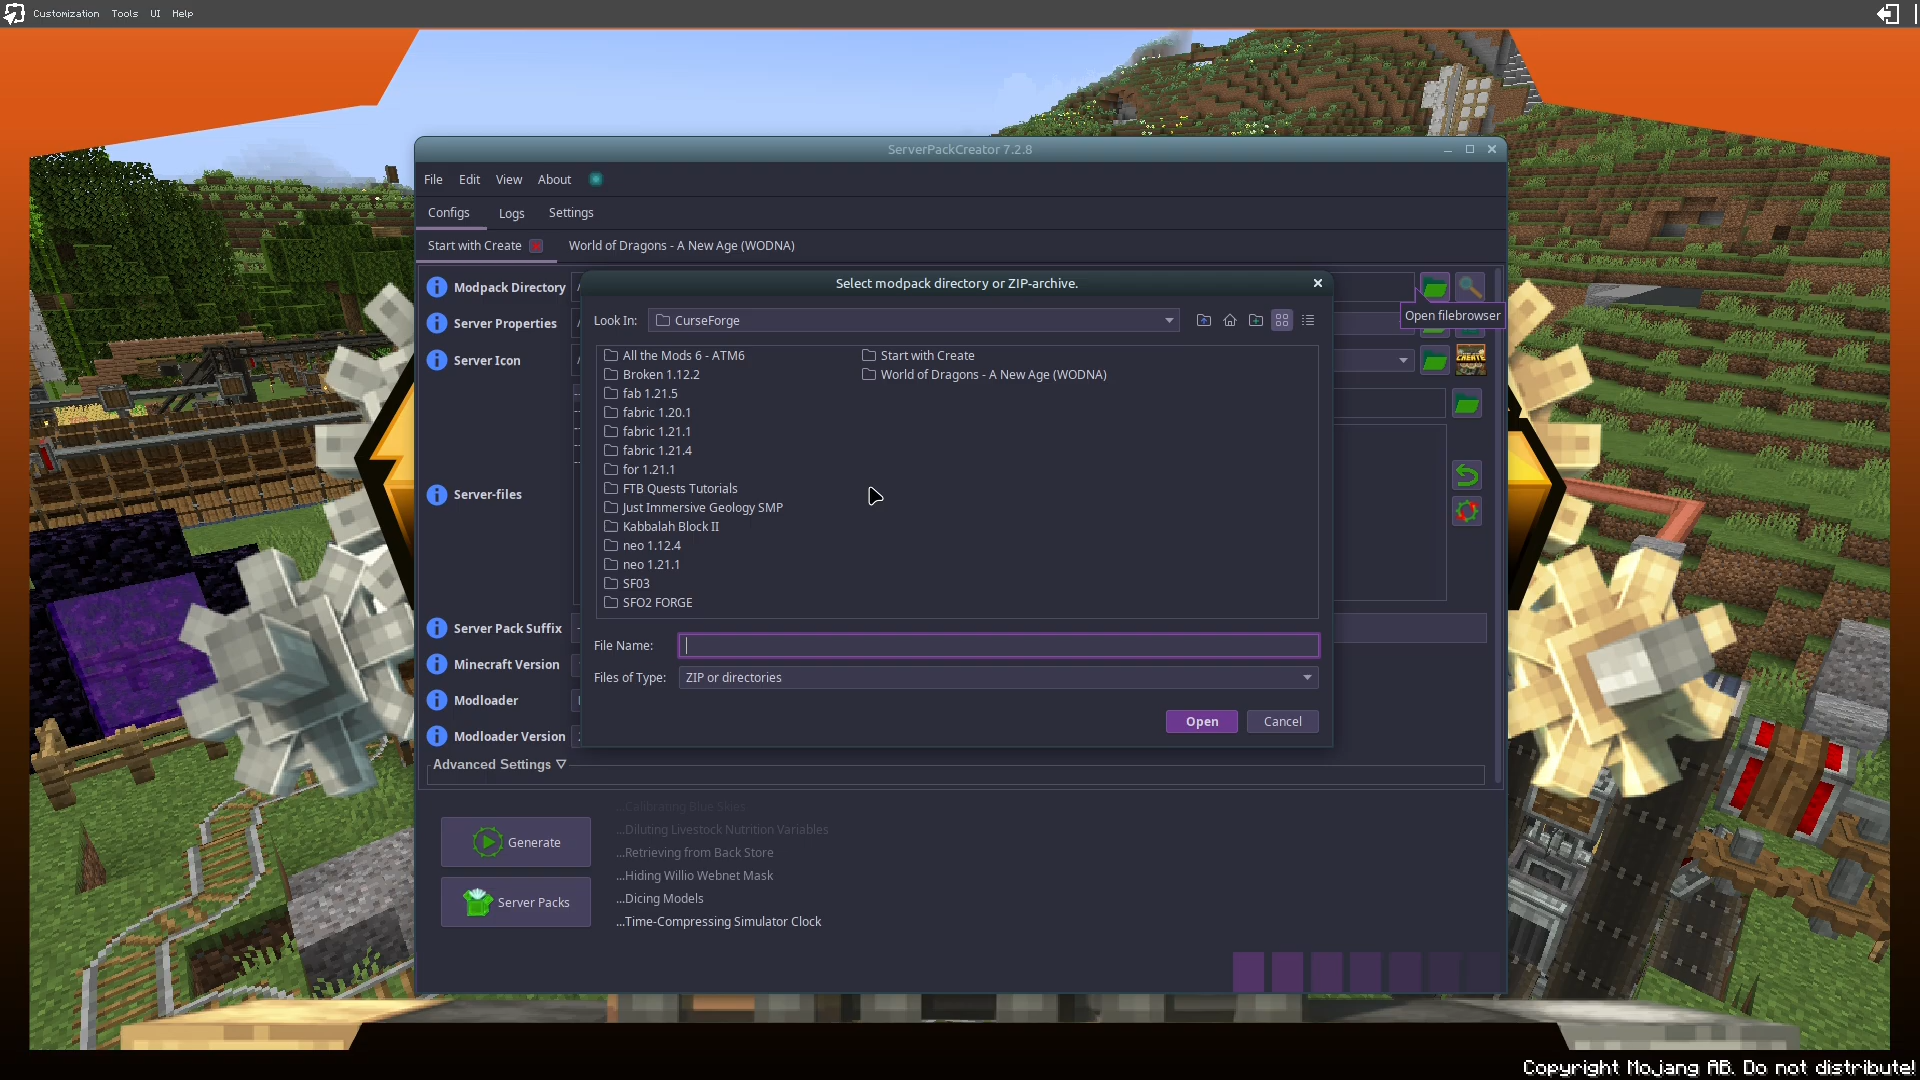 Customization Tools UI Help
ServerPackCreator 7.2.8
File Edit View About
Configs Logs Settings
Start with Create World of Dragons - A New Age (WODNA)
Modpack Directory
Select modpack directory or ZIP-archive.
Open filebrowser
Look In: CurseForge
Server Properties
Server Icon
CREATE
Server-files
All the Mods 6 - ATM6
Broken 1.12.2
fab 1.21.5
fabric 1.20.1
fabric 1.21.1
fabric 1.21.4
for 1.21.1
FTB Quests Tutorials
Just Immersive Geology SMP
Kabbalah Block II
neo 1.12.4
neo 1.21.1
SF03
SFO2 FORGE
Start with Create
World of Dragons - A New Age (WODNA)
File Name:
Files of Type: ZIP or directories
Open Cancel
Server Pack Suffix
Minecraft Version
Modloader
Modloader Version
Advanced Settings ▽
Generate
Server Packs
...Calibrating Blue Skies
...Diluting Livestock Nutrition Variables
...Retrieving from Back Store
...Hiding Willio Webnet Mask
...Dicing Models
...Time-Compressing Simulator Clock
Copyright Mojang AB. Do not distribute!